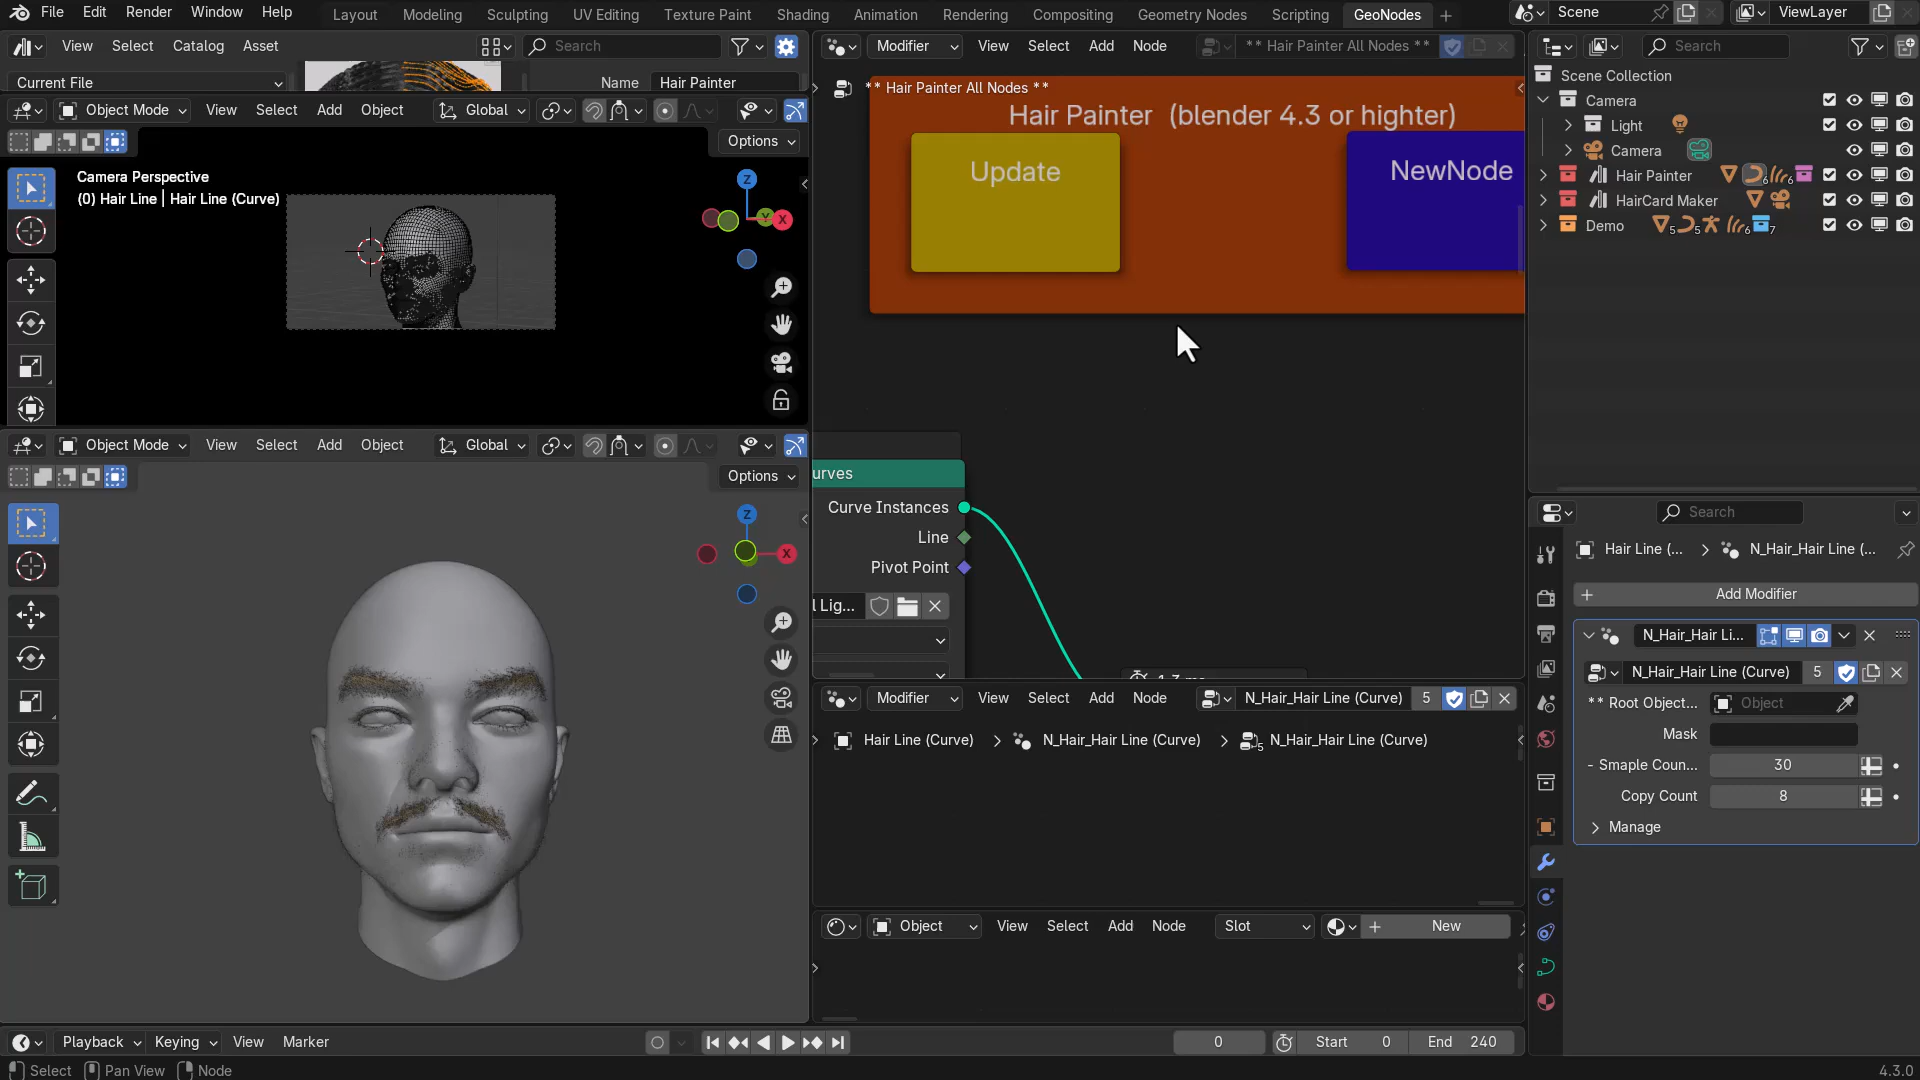 File Edit Render Window Help Layout Modeling Sculpting UV Editing Texture Paint Shading Animation Rendering Compositing Geometry Nodes Scripting GeoNodes + Scene ViewLayer
View Select Catalog Asset Search
Current File Name Hair Painter
Object Mode View Select Add Object Global
Options
Camera Perspective
(0) Hair Line | Hair Line (Curve)
Z
Y X
Object Mode View Select Add Object Global
Options
Z
X
Modifier View Select Add Node ** Hair Painter All Nodes **
** Hair Painter All Nodes **
Hair Painter (blender 4.3 or highter)
Update NewNode
urves
Curve Instances
Line
Pivot Point
l Lig...
Modifier View Select Add Node N_Hair_Hair Line (Curve) 5
Hair Line (Curve) > N_Hair_Hair Line (Curve) > 5 N_Hair_Hair Line (Curve)
Object View Select Add Node Slot + New
Search
Scene Collection
Camera
Light
Camera
Hair Painter 6 6
HairCard Maker
Demo 5 5 6 7
Search
Hair Line (... > N_Hair_Hair Line (...
+ Add Modifier
N_Hair_Hair Li...
N_Hair_Hair Line (Curve) 5
** Root Object... Object
Mask
- Smaple Coun... 30
Copy Count 8
Manage
Playback Keying View Marker 0 Start 0 End 240
Select Pan View Node 4.3.0